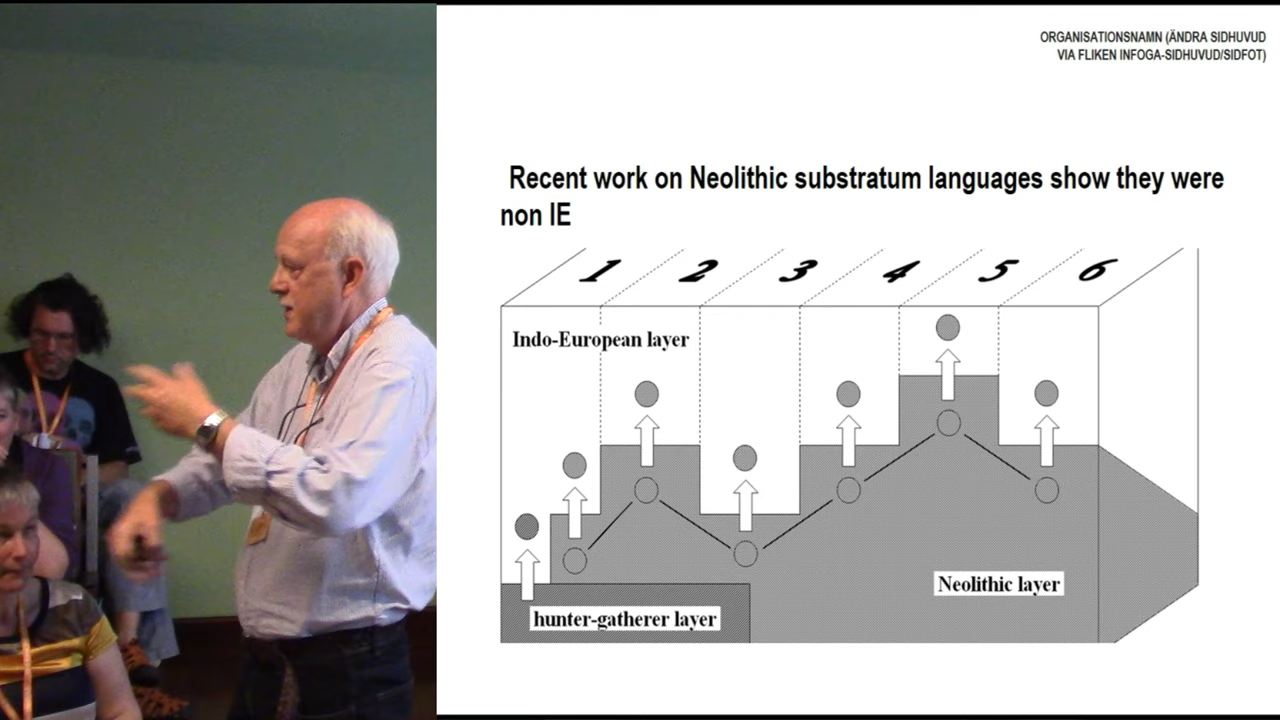 ORGANISATIONSNAMN (ÄNDRA SIDHUVUD
VIA FLIKEN INFOGA-SIDHUVUD/SIDFOT)
Recent work on Neolithic substratum languages show they were
non IE
1 2 3 4 5 6
Indo-European layer
Neolithic layer
hunter-gatherer layer